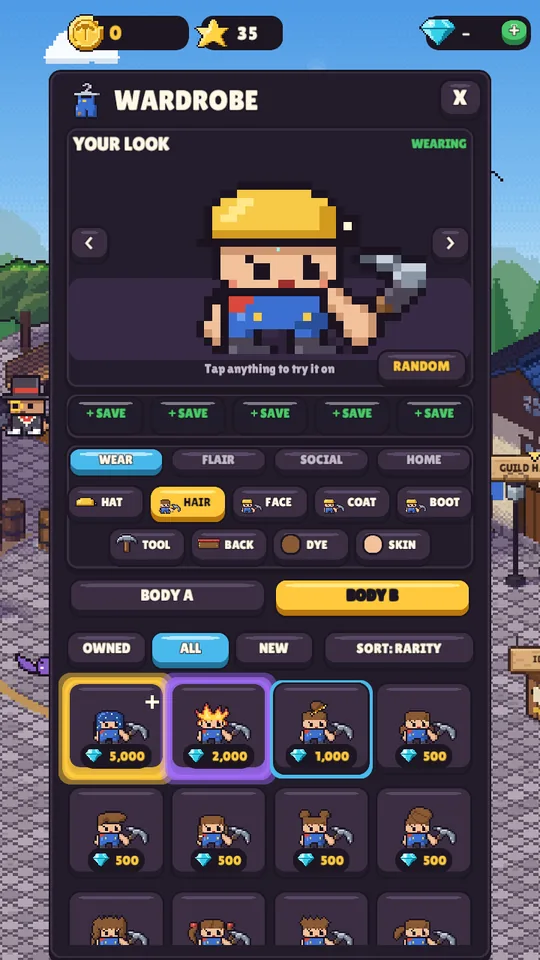 0
35
-
WARDROBE
X
YOUR LOOK
WEARING
Tap anything to try it on
RANDOM
+ SAVE
+ SAVE
+ SAVE
+ SAVE
+ SAVE
WEAR
FLAIR
SOCIAL
HOME
HAT
HAIR
FACE
COAT
BOOT
TOOL
BACK
DYE
SKIN
BODY A
BODY B
OWNED
ALL
NEW
SORT: RARITY
5,000
2,000
1,000
500
500
500
500
500
GUILD H